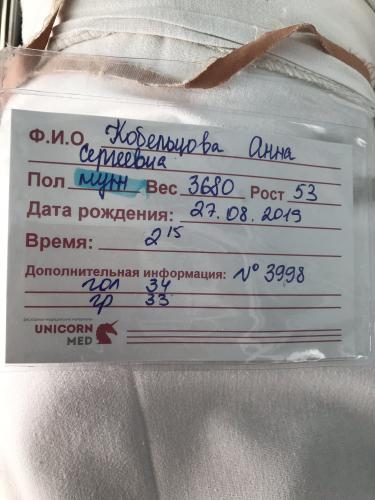 Ф.И.О. Кобельцова Анна
Сергеевна
Пол муж Вес 3680 Рост 53
Дата рождения: 27.08.2019
Время: 2 15
Дополнительная информация: N° 3998
гол 34
гр 33
UNICORN
MED